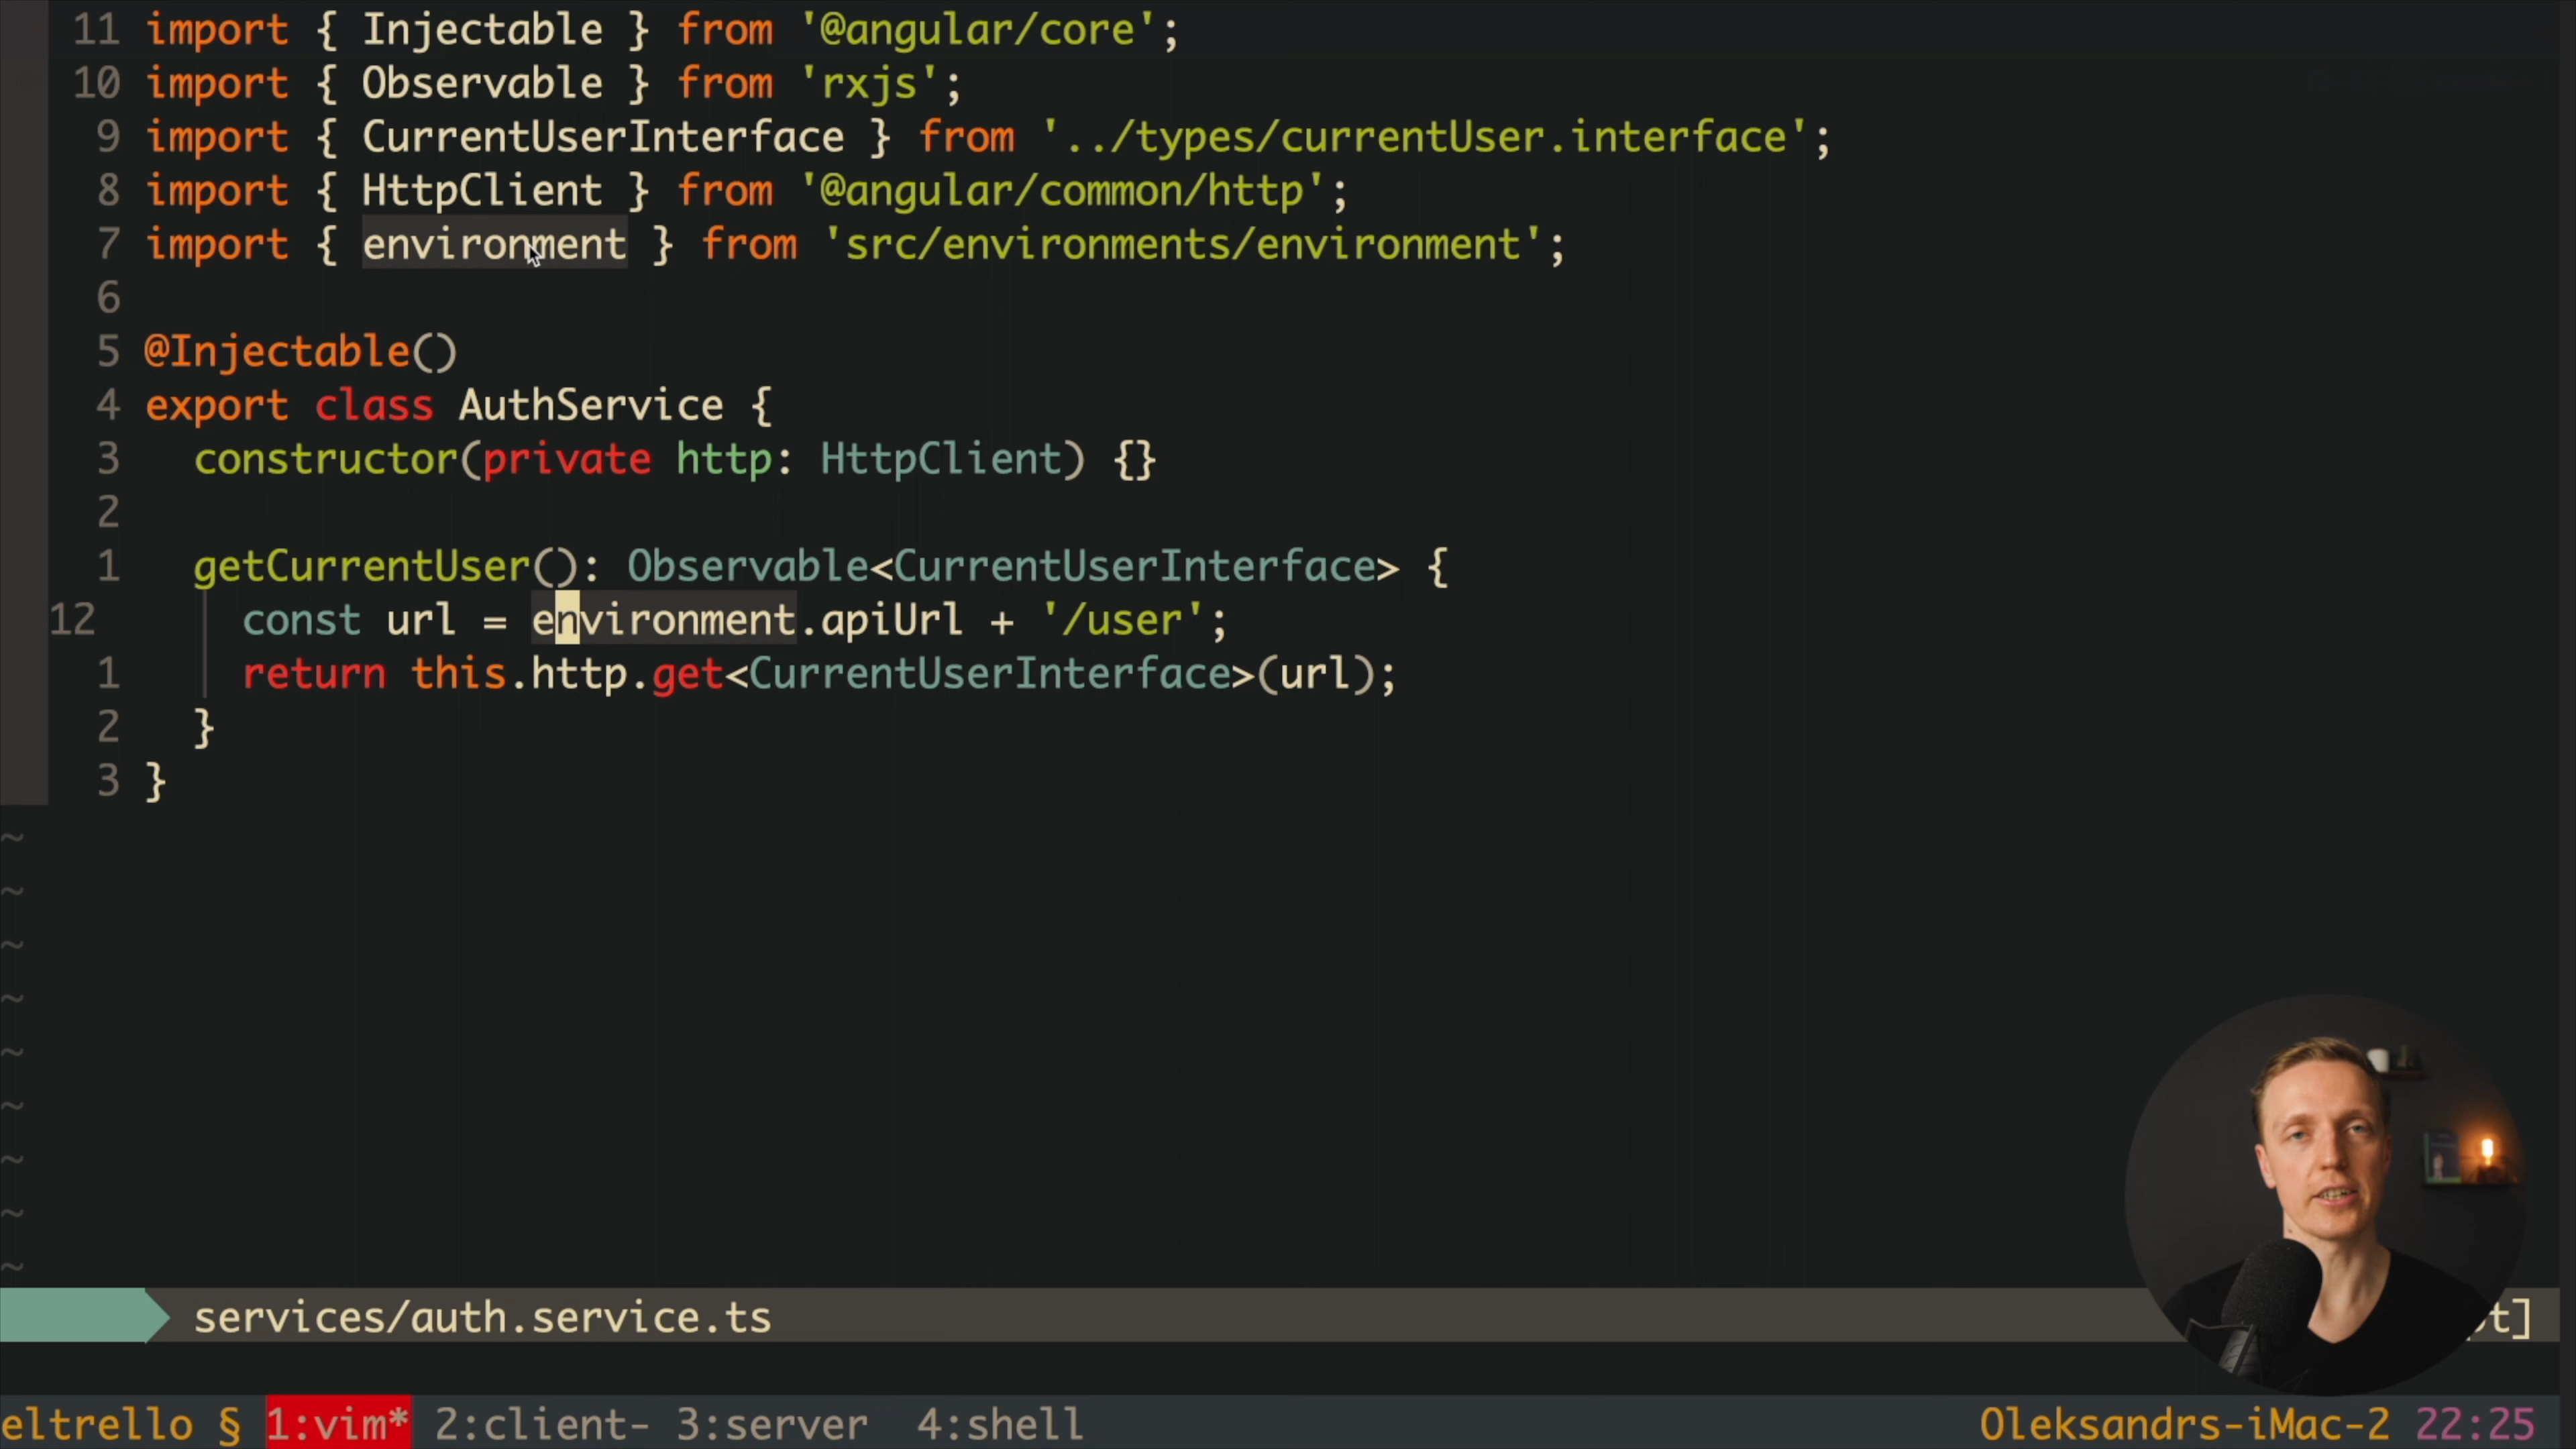 11 import { Injectable } from '@angular/core';
10 import { Observable } from 'rxjs';
9 import { CurrentUserInterface } from '../types/currentUser.interface';
8 import { HttpClient } from '@angular/common/http';
7 import { environment } from 'src/environments/environment';
6
5 @Injectable()
4 export class AuthService {
3   constructor(private http: HttpClient) {}
2
1   getCurrentUser(): Observable<CurrentUserInterface> {
12     const url = environment.apiUrl + '/user';
1     return this.http.get<CurrentUserInterface>(url);
2   }
3 }
~
~
~
~
~
~
~
~
~
services/auth.service.ts t]
eltrello § 1:vim* 2:client- 3:server 4:shell Oleksandrs-iMac-2 22:25